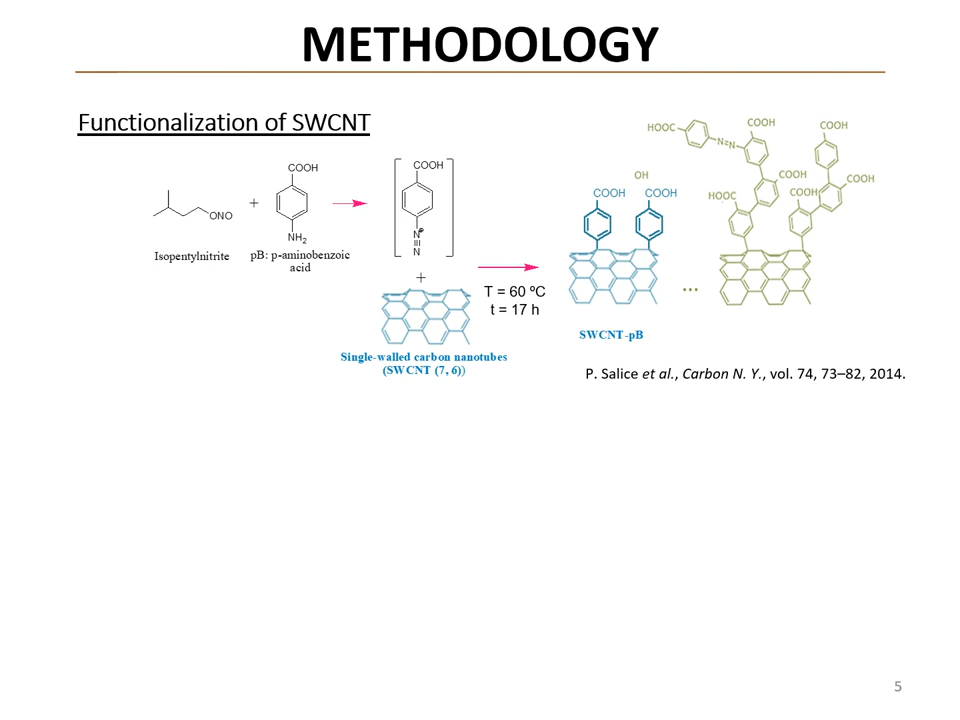 METHODOLOGY
Functionalization of SWCNT
COOH
ONO
+
NH2
Isopentylnitrite
pB: p-aminobenzoic
acid
COOH
N⊕
N
+
Single-walled carbon nanotubes
(SWCNT (7, 6))
T = 60 ºC
t = 17 h
OH
COOH
COOH
SWCNT-pB
...
HOOC
N=N
COOH
COOH
HOOC
COOH
COOH
COOH
P. Salice et al., Carbon N. Y., vol. 74, 73–82, 2014.
5